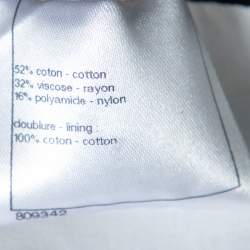 52% coton - cotton
32% viscose - rayon
16% polyamide - nylon
doublure - lining :
100% coton - cotton
809342